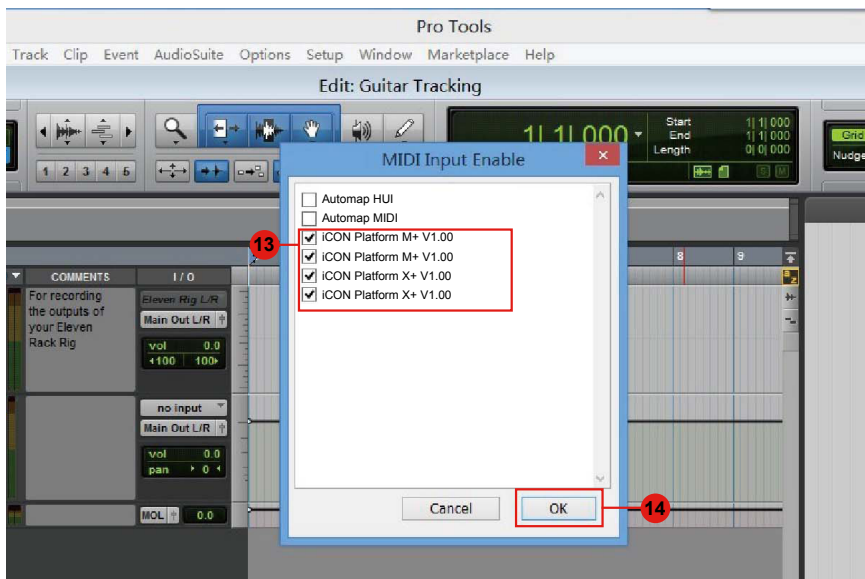 Pro Tools
Track Clip Event AudioSuite Options Setup Window Marketplace Help
Edit: Guitar Tracking
1 2 3 4 5
1| 1| 000
Start 1| 1| 000
End 1| 1| 000
Length 0| 0| 000
S M
Grid
Nudge
MIDI Input Enable
Automap HUI
Automap MIDI
13
iCON Platform M+ V1.00
iCON Platform M+ V1.00
iCON Platform X+ V1.00
iCON Platform X+ V1.00
8 9
COMMENTS I / O
For recording
the outputs of
your Eleven
Rack Rig
Eleven Rig L/R
Main Out L/R
vol 0.0
100 100
no input
Main Out L/R
vol 0.0
pan 0
MOL 0.0
Cancel OK
14